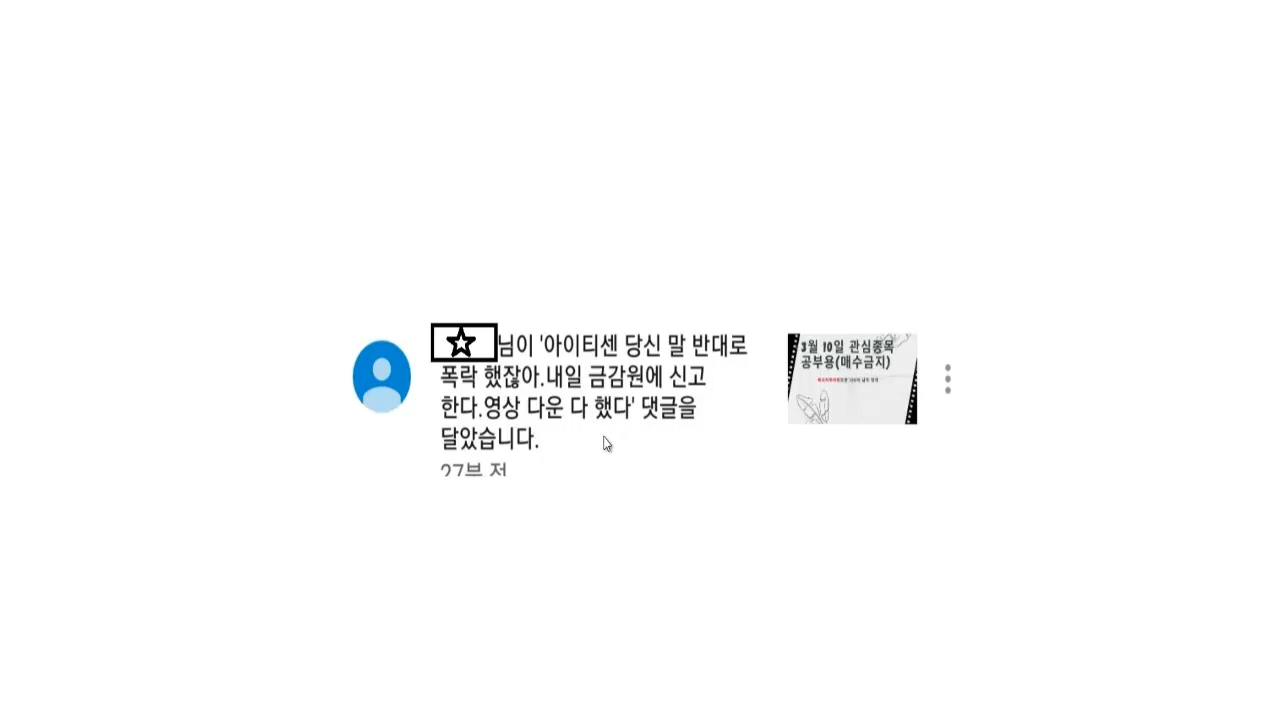 님이 '아이티센 당신 말 반대로
폭락 했잖아.내일 금감원에 신고
한다.영상 다운 다 했다' 댓글을
달았습니다.
27분 전
3월 10일 관심종목
공부용(매수금지)